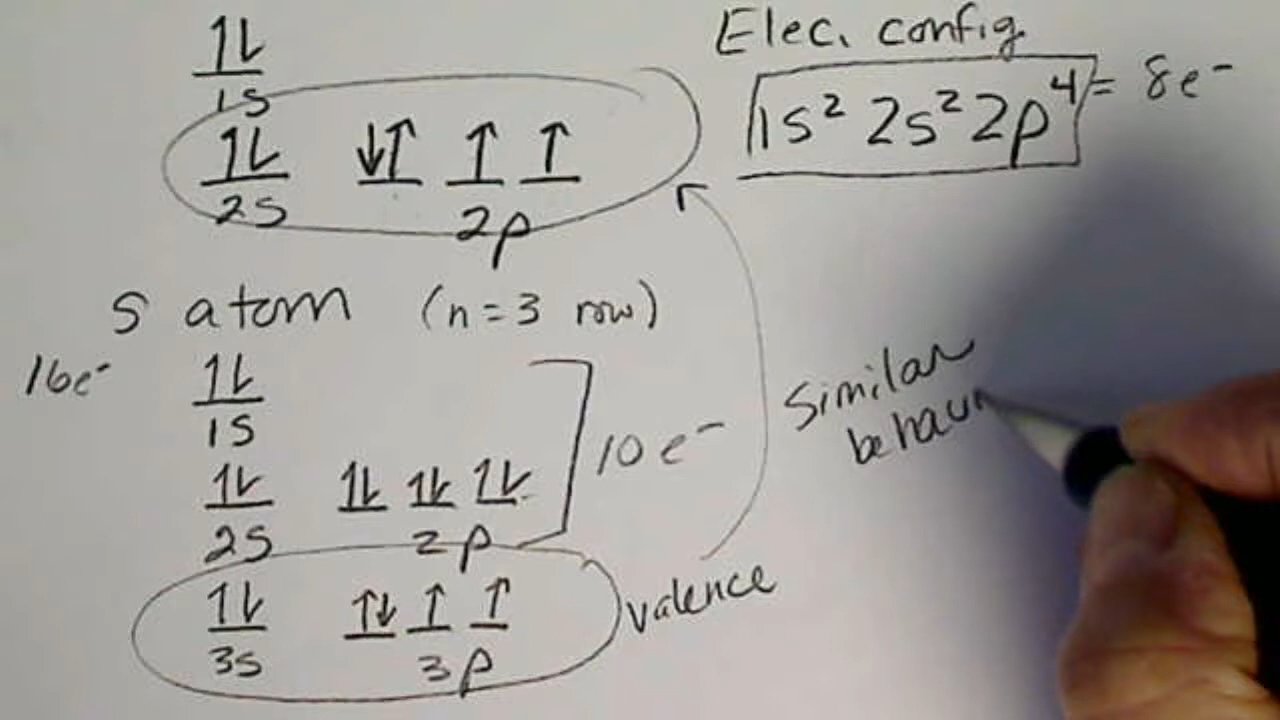 1s
Elec. config
1s² 2s² 2p⁴ = 8e⁻
2s 2p
S atom (n=3 row)
16e⁻
1s
10e⁻
2s 2p
3s 3p
valence
Similar